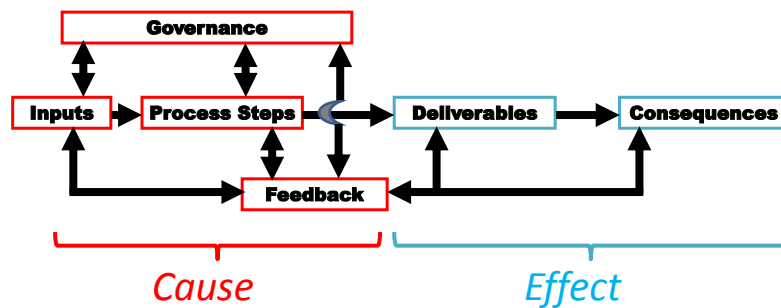 Governance
Inputs
Process Steps
Deliverables
Consequences
Feedback
Cause
Effect